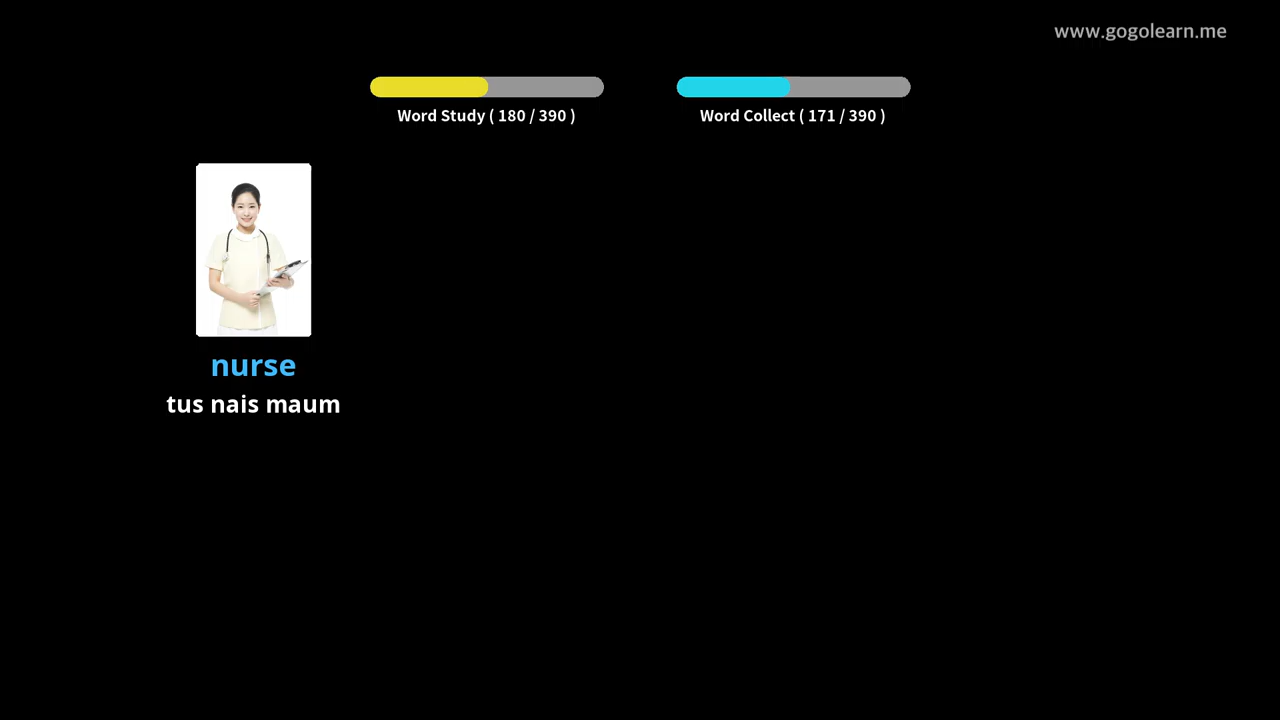 www.gogolearn.me
Word Study ( 180 / 390 )
Word Collect ( 171 / 390 )
nurse
tus nais maum